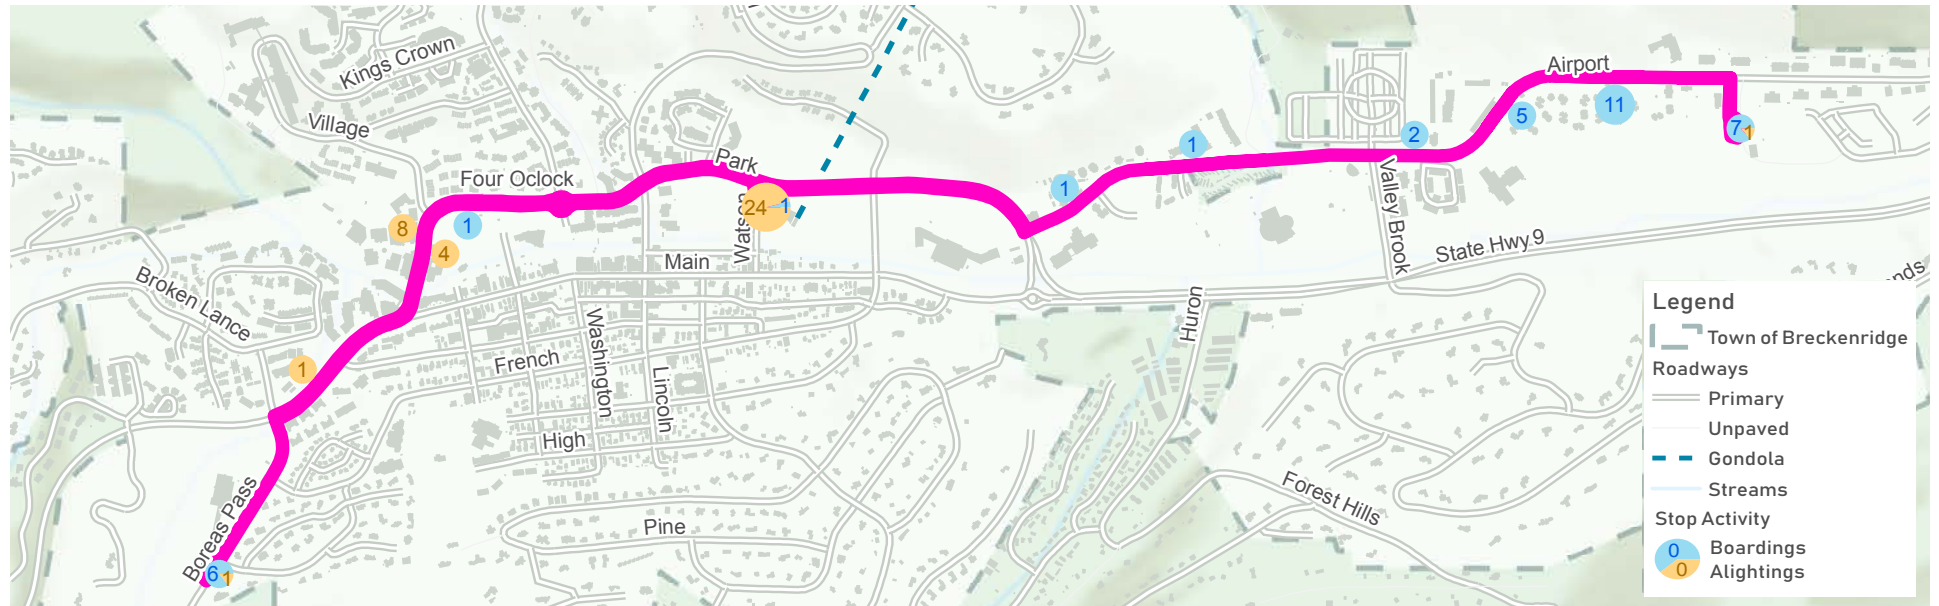 Kings Crown
Village
Four Oclock
Park
Airport
Watson
Main
Valley Brook
State Hwy 9
Broken Lance
Washington
French
Lincoln
High
Huron
Pine
Forest Hills
Boreas Pass
8
4
1
1
24
1
1
1
2
5
11
7
1
6
1
Legend
Town of Breckenridge
Roadways
Primary
Unpaved
Gondola
Streams
Stop Activity
0
Boardings
0
Alightings